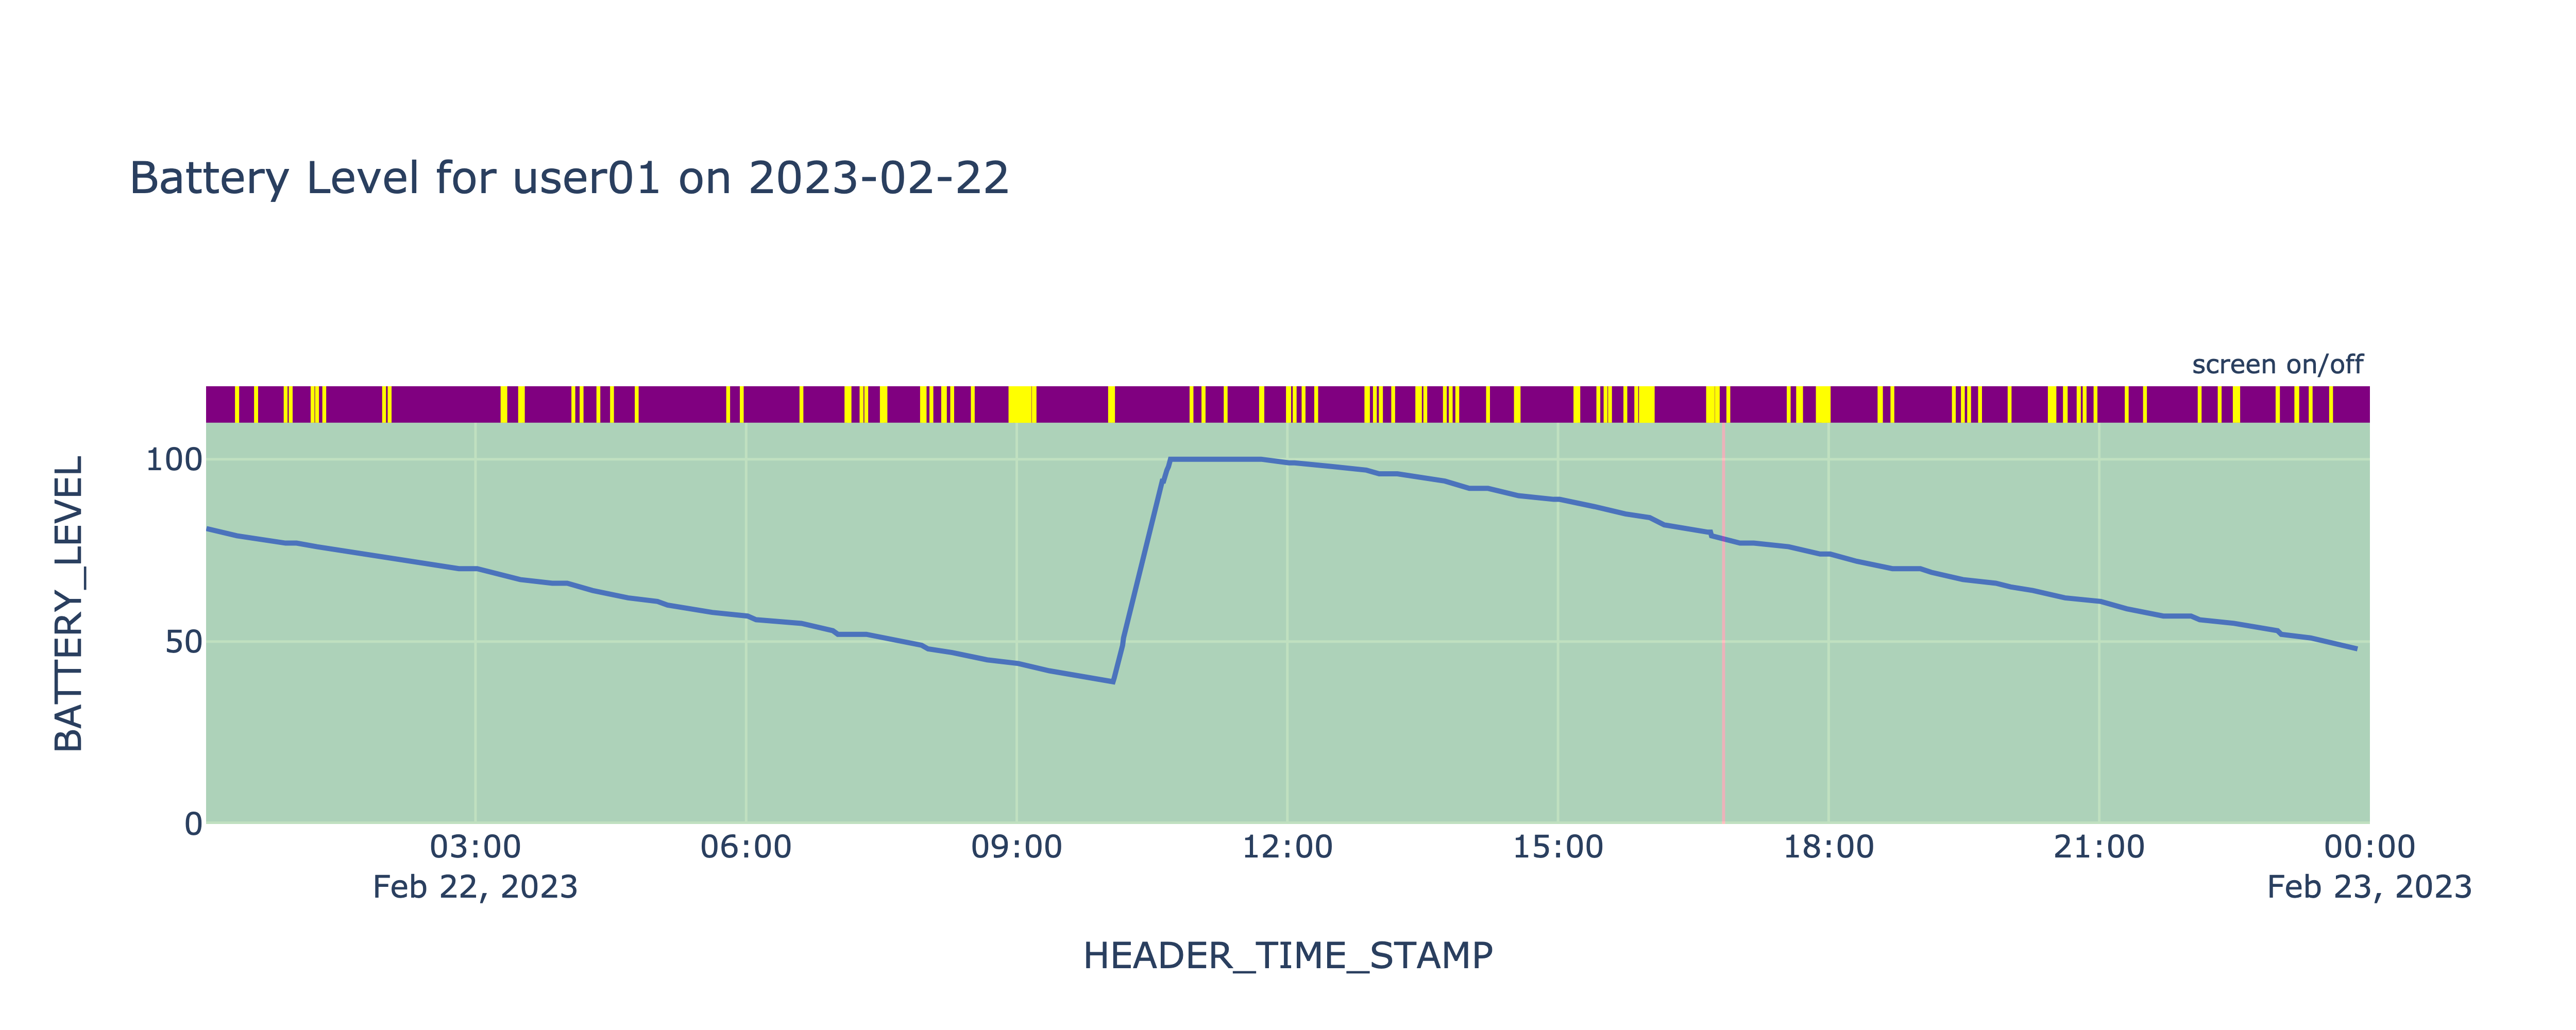 Battery Level for user01 on 2023-02-22
screen on/off
BATTERY_LEVEL
100
50
0
03:00 06:00 09:00 12:00 15:00 18:00 21:00 00:00
Feb 22, 2023 Feb 23, 2023
HEADER_TIME_STAMP